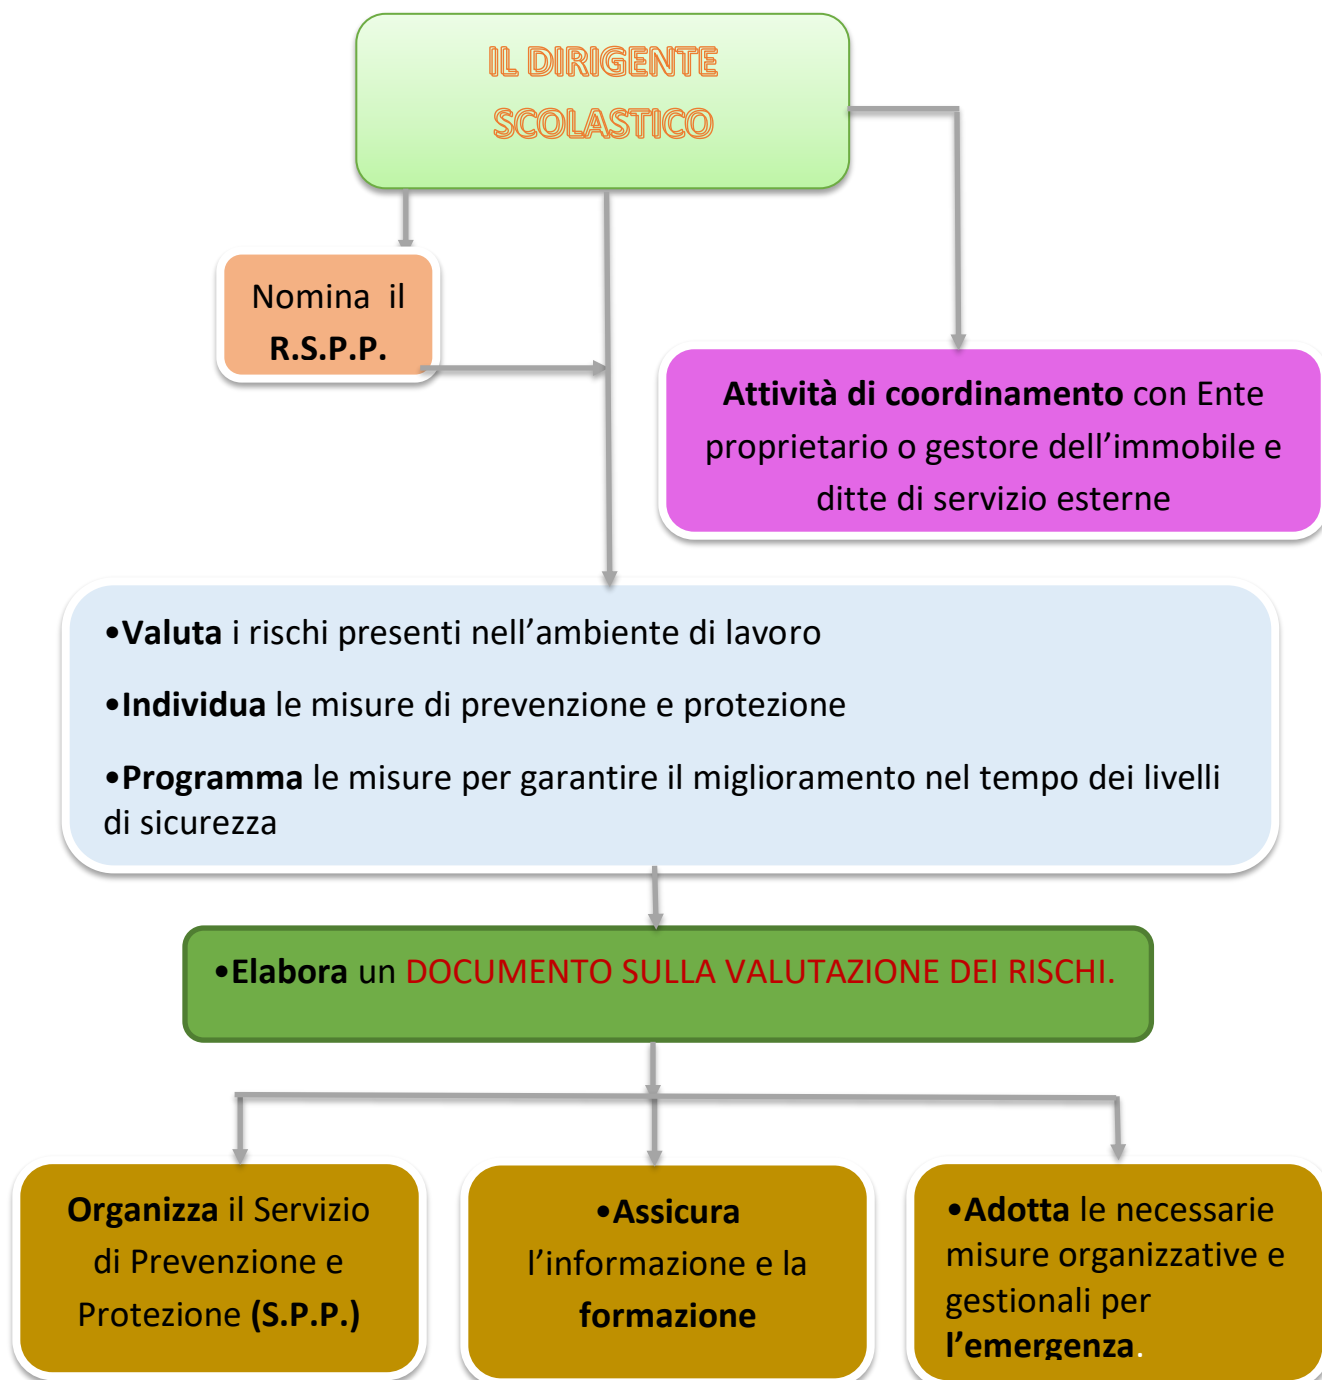 IL DIRIGENTE
SCOLASTICO
Nomina il
R.S.P.P.
Attività di coordinamento con Ente
proprietario o gestore dell’immobile e
ditte di servizio esterne
•Valuta i rischi presenti nell’ambiente di lavoro
•Individua le misure di prevenzione e protezione
•Programma le misure per garantire il miglioramento nel tempo dei livelli
di sicurezza
•Elabora un DOCUMENTO SULLA VALUTAZIONE DEI RISCHI.
Organizza il Servizio
di Prevenzione e
Protezione (S.P.P.)
•Assicura
l’informazione e la
formazione
•Adotta le necessarie
misure organizzative e
gestionali per
l’emergenza.